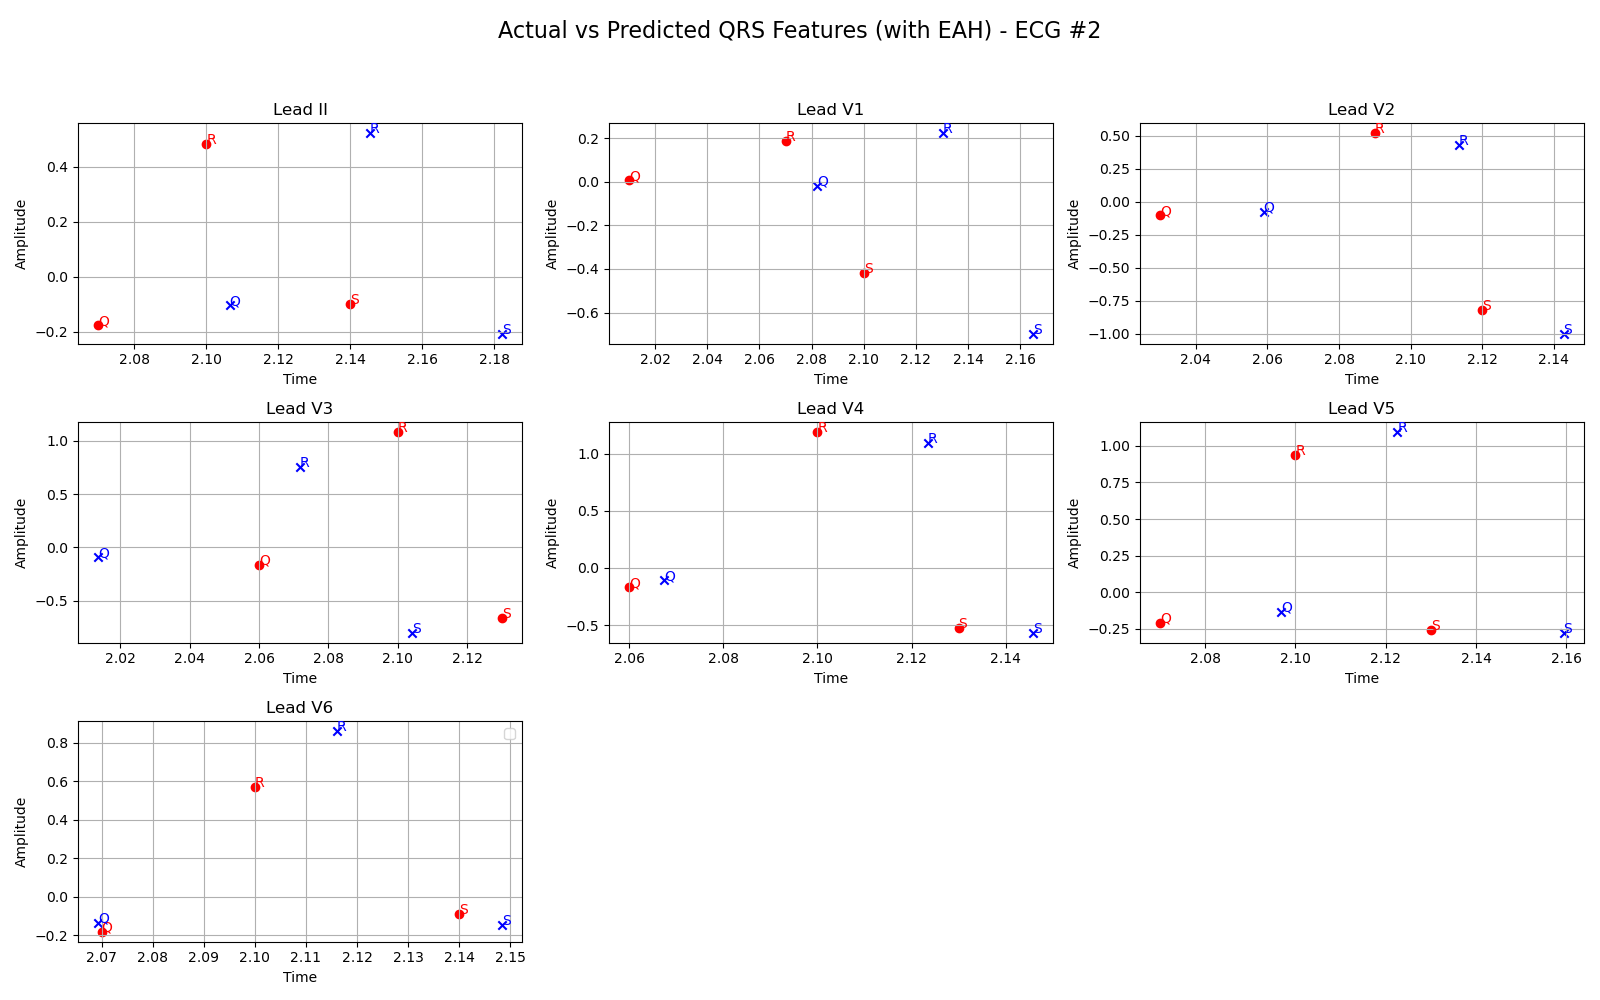 Actual vs Predicted QRS Features (with EAH) - ECG #2
Lead II
Amplitude
0.4
0.2
0.0
−0.2
Q
R
S
Q
R
S
2.08 2.10 2.12 2.14 2.16 2.18
Time
Lead V1
Amplitude
0.2
0.0
−0.2
−0.4
−0.6
Q
R
S
Q
R
S
2.02 2.04 2.06 2.08 2.10 2.12 2.14 2.16
Time
Lead V2
Amplitude
0.50
0.25
0.00
−0.25
−0.50
−0.75
−1.00
Q
R
S
Q
R
S
2.04 2.06 2.08 2.10 2.12 2.14
Time
Lead V3
Amplitude
1.0
0.5
0.0
−0.5
Q
R
S
Q
R
S
2.02 2.04 2.06 2.08 2.10 2.12
Time
Lead V4
Amplitude
1.0
0.5
0.0
−0.5
Q
R
S
Q
R
S
2.06 2.08 2.10 2.12 2.14
Time
Lead V5
Amplitude
1.00
0.75
0.50
0.25
0.00
−0.25
Q
R
S
Q
R
S
2.08 2.10 2.12 2.14 2.16
Time
Lead V6
Amplitude
0.8
0.6
0.4
0.2
0.0
−0.2
Q
R
S
Q
R
S
2.07 2.08 2.09 2.10 2.11 2.12 2.13 2.14 2.15
Time